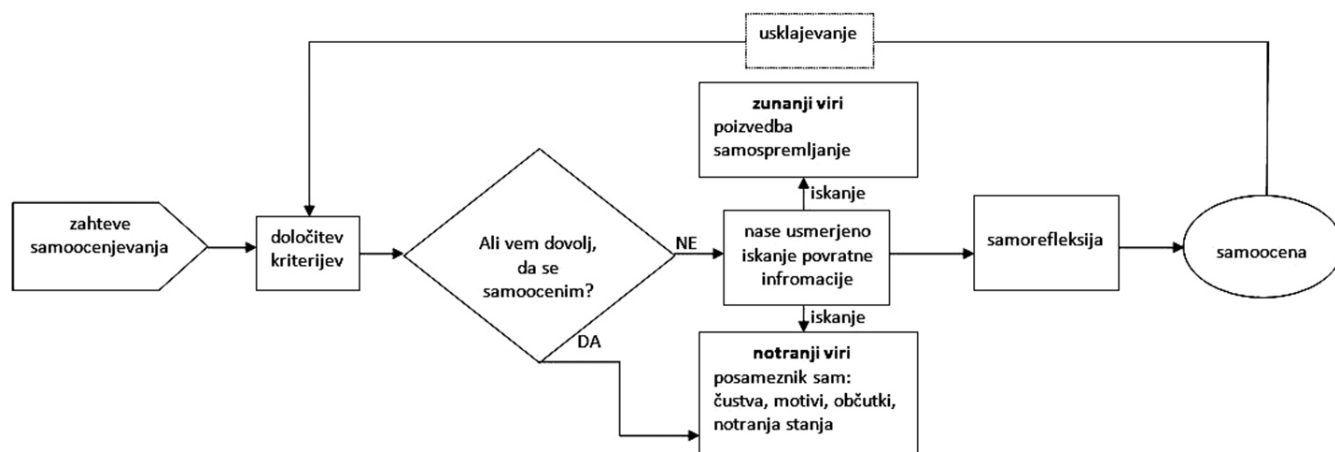 usklajevanje
zunanji viri
poizvedba
samospremljanje
iskanje
zahteve
samoocenjevanja
določitev
kriterijev
Ali vem dovolj,
da se
samoocenim?
NE
nase usmerjeno
iskanje povratne
infromacije
samorefleksija
samoocena
iskanje
DA
notranji viri
posameznik sam:
čustva, motivi, občutki,
notranja stanja